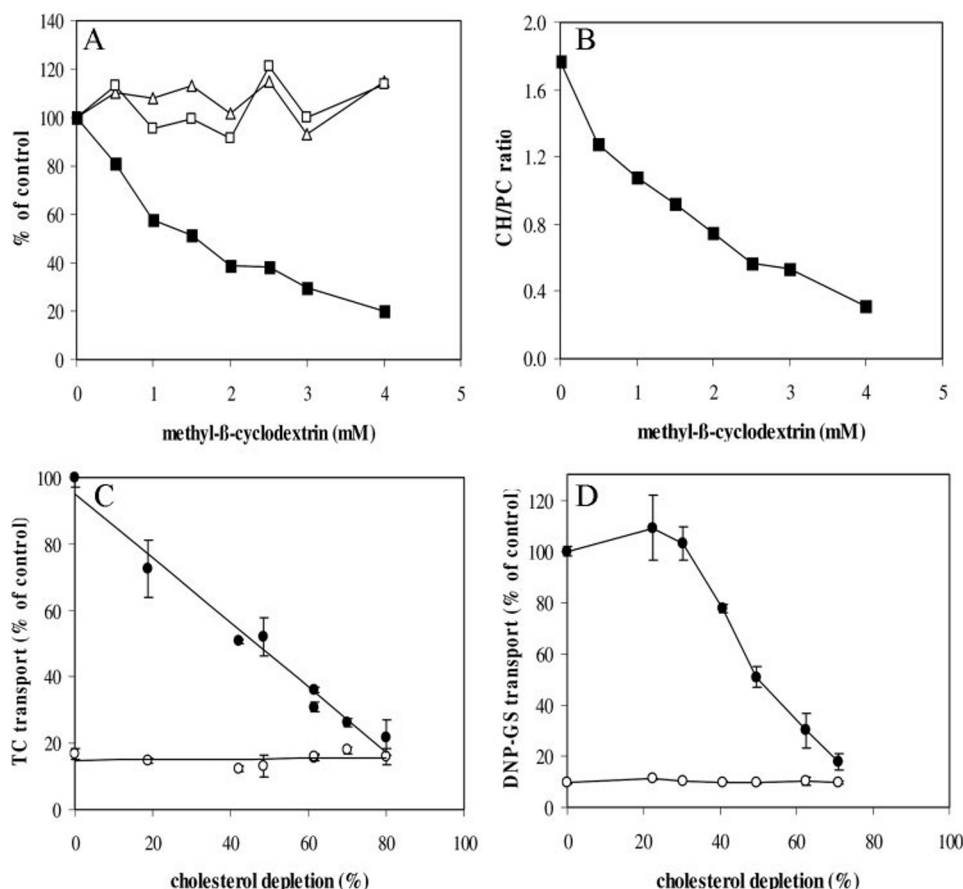 A
140
120
100
80
60
40
20
0
% of control
0 1 2 3 4 5
methyl-ß-cyclodextrin (mM)
B
2.0
1.6
1.2
0.8
0.4
0.0
CH/PC ratio
0 1 2 3 4 5
methyl-ß-cyclodextrin (mM)
C
100
80
60
40
20
0
TC transport (% of control)
0 20 40 60 80 100
cholesterol depletion (%)
D
120
100
80
60
40
20
0
DNP-GS transport (% of control)
0 20 40 60 80 100
cholesterol depletion (%)